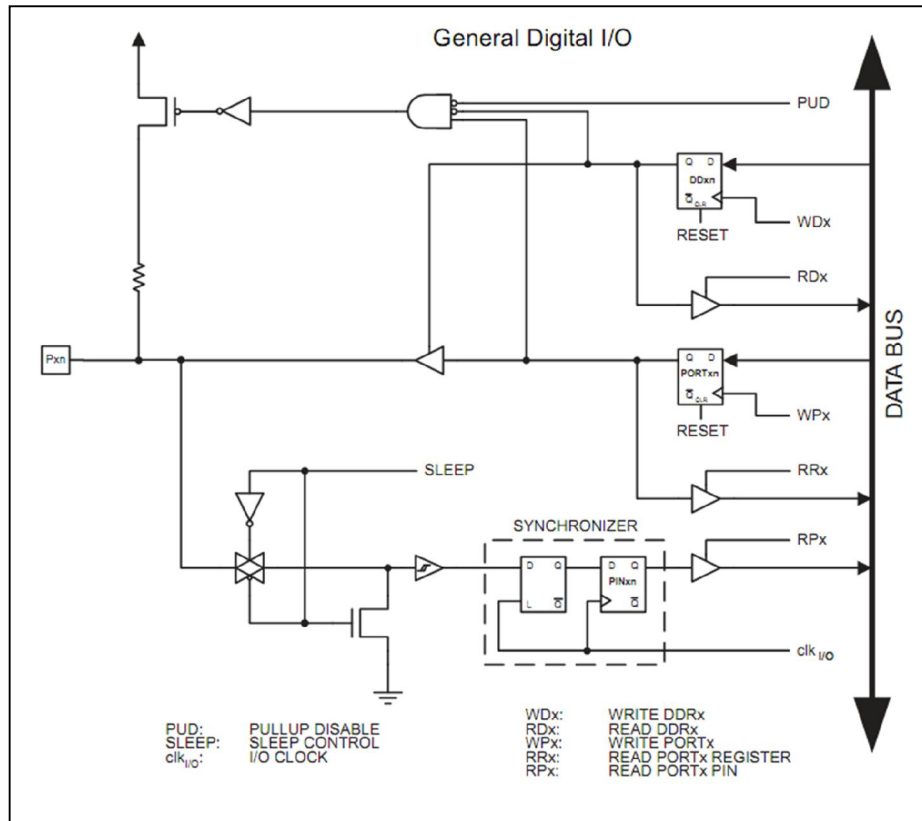 General Digital I/O
PUD
Q D
DDxn
Q CLR
WDx
RESET
RDx
Pxn
Q D
PORTxn
Q CLR
WPx
RESET
DATA BUS
SLEEP
RRx
SYNCHRONIZER
RPx
D Q
D Q
PINxn
L Q
Q
clk I/O
PUD: PULLUP DISABLE
SLEEP: SLEEP CONTROL
clk I/O: I/O CLOCK
WDx: WRITE DDRx
RDx: READ DDRx
WPx: WRITE PORTx
RRx: READ PORTx REGISTER
RPx: READ PORTx PIN